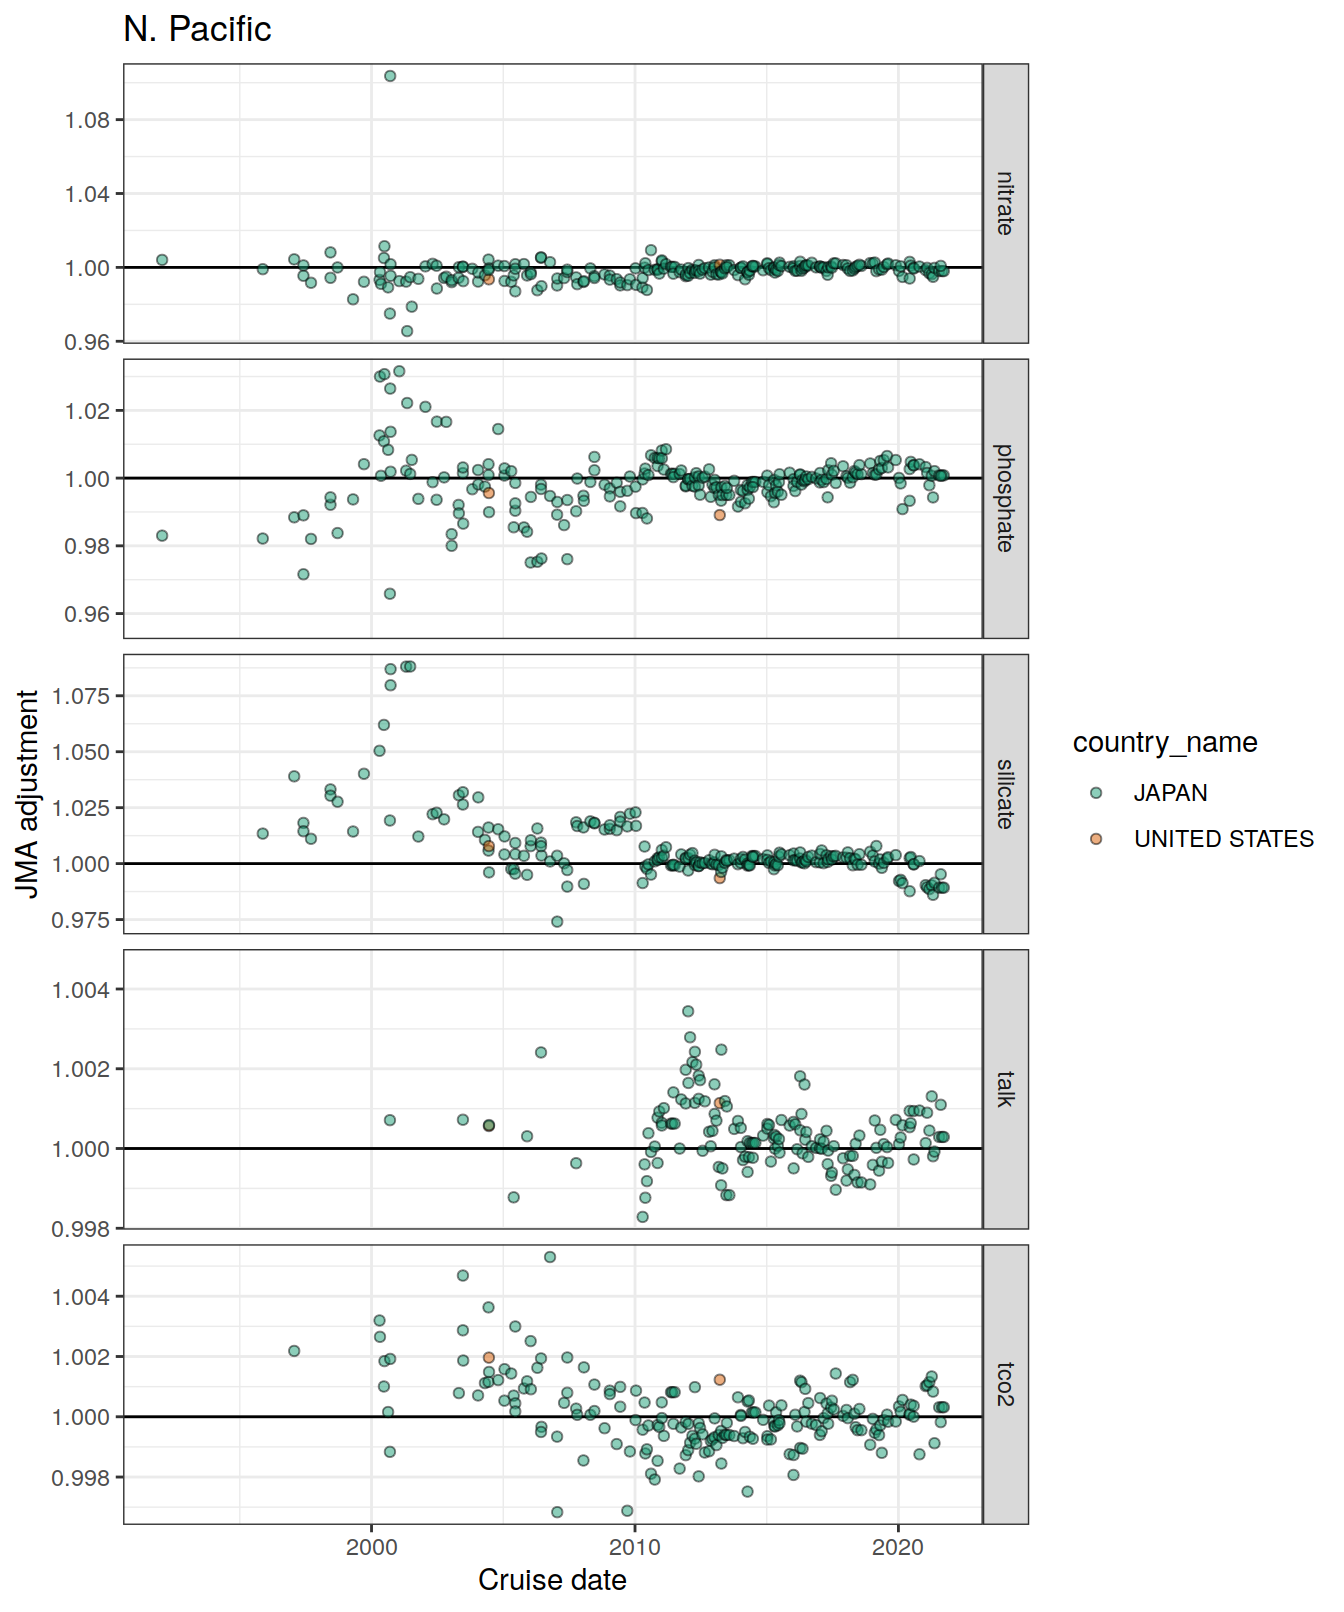 N. Pacific
1.08
1.04
1.00
0.96
nitrate
1.02
1.00
0.98
0.96
phosphate
1.075
1.050
1.025
1.000
0.975
silicate
1.004
1.002
1.000
0.998
talk
1.004
1.002
1.000
0.998
tco2
2000 2010 2020
Cruise date
JMA adjustment
country_name
JAPAN
UNITED STATES